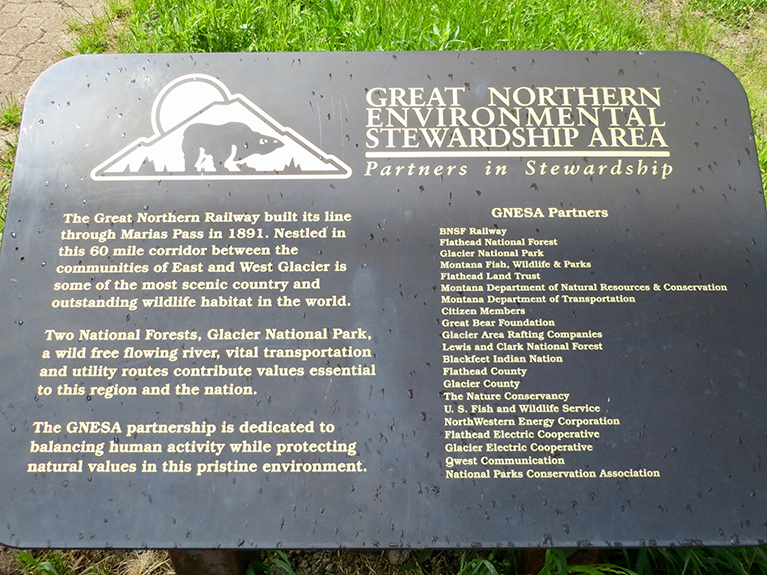 GREAT NORTHERN
ENVIRONMENTAL
STEWARDSHIP AREA
Partners in Stewardship
The Great Northern Railway built its line
through Marias Pass in 1891. Nestled in
this 60 mile corridor between the
communities of East and West Glacier is
some of the most scenic country and
outstanding wildlife habitat in the world.
Two National Forests, Glacier National Park,
a wild free flowing river, vital transportation
and utility routes contribute values essential
to this region and the nation.
The GNESA partnership is dedicated to
balancing human activity while protecting
natural values in this pristine environment.
GNESA Partners
BNSF Railway
Flathead National Forest
Glacier National Park
Montana Fish, Wildlife & Parks
Flathead Land Trust
Montana Department of Natural Resources & Conservation
Montana Department of Transportation
Citizen Members
Great Bear Foundation
Glacier Area Rafting Companies
Lewis and Clark National Forest
Blackfeet Indian Nation
Flathead County
Glacier County
The Nature Conservancy
U. S. Fish and Wildlife Service
NorthWestern Energy Corporation
Flathead Electric Cooperative
Glacier Electric Cooperative
Qwest Communication
National Parks Conservation Association